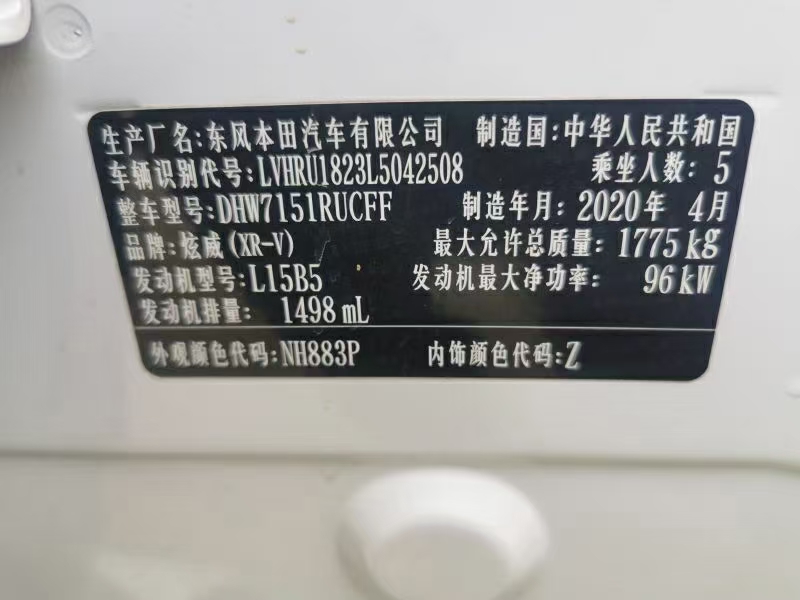 生产厂名:东风本田汽车有限公司 制造国:中华人民共和国
车辆识别代号:LVHRU1823L5042508 乘坐人数:5
整车型号:DHW7151RUCFF 制造年月:2020年 4月
品牌:炫威(XR-V) 最大允许总质量:1775kg
发动机型号:L15B5 发动机最大净功率: 96kW
发动机排量: 1498mL
外观颜色代码:NH883P 内饰颜色代码:Z